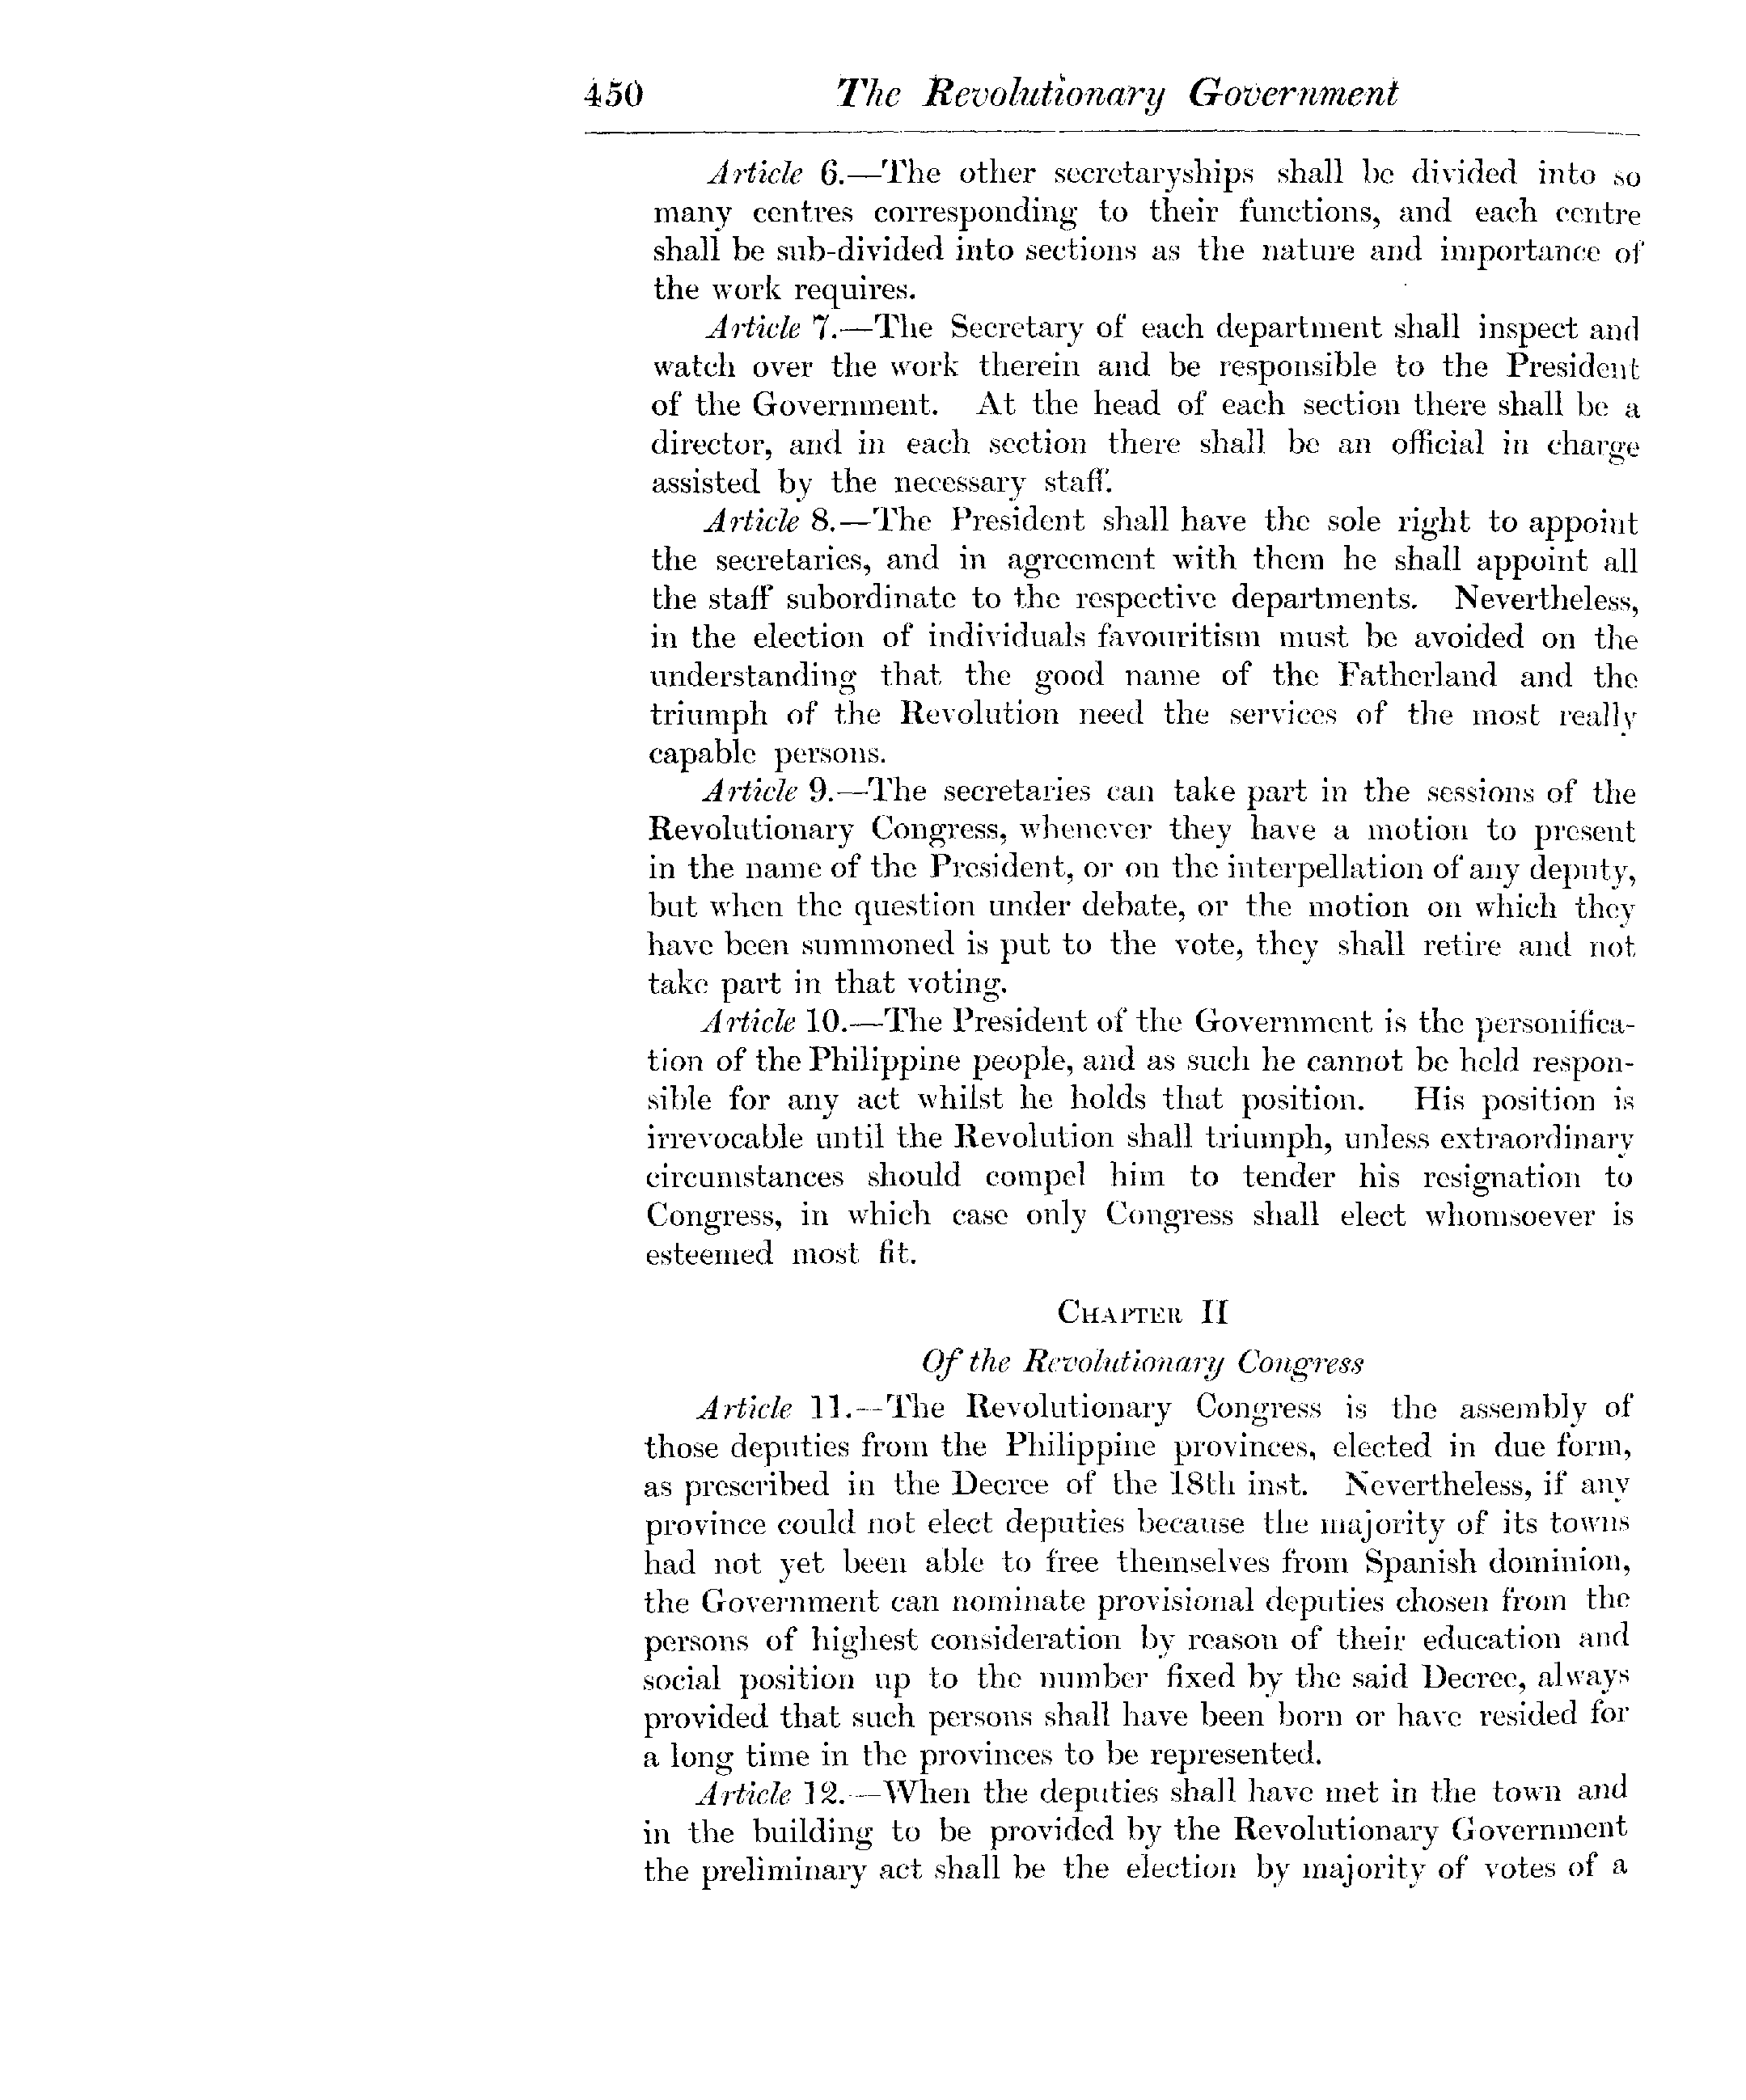 450 The Revolutionary Government
Article 6.—The other secretaryships shall be divided into so
many centres corresponding to their functions, and each centre
shall be sub-divided into sections as the nature and importance of
the work requires.
Article 7.—The Secretary of each department shall inspect and
watch over the work therein and be responsible to the President
of the Government. At the head of each section there shall be a
director, and in each section there shall be an official in charge
assisted by the necessary staff.
Article 8.—The President shall have the sole right to appoint
the secretaries, and in agreement with them he shall appoint all
the staff subordinate to the respective departments. Nevertheless,
in the election of individuals favouritism must be avoided on the
understanding that the good name of the Fatherland and the
triumph of the Revolution need the services of the most really
capable persons.
Article 9.—The secretaries can take part in the sessions of the
Revolutionary Congress, whenever they have a motion to present
in the name of the President, or on the interpellation of any deputy,
but when the question under debate, or the motion on which they
have been summoned is put to the vote, they shall retire and not
take part in that voting.
Article 10.—The President of the Government is the personifica-
tion of the Philippine people, and as such he cannot be held respon-
sible for any act whilst he holds that position. His position is
irrevocable until the Revolution shall triumph, unless extraordinary
circumstances should compel him to tender his resignation to
Congress, in which case only Congress shall elect whomsoever is
esteemed most fit.
CHAPTER II
Of the Revolutionary Congress
Article 11.—The Revolutionary Congress is the assembly of
those deputies from the Philippine provinces, elected in due form,
as prescribed in the Decree of the 18th inst. Nevertheless, if any
province could not elect deputies because the majority of its towns
had not yet been able to free themselves from Spanish dominion,
the Government can nominate provisional deputies chosen from the
persons of highest consideration by reason of their education and
social position up to the number fixed by the said Decree, always
provided that such persons shall have been born or have resided for
a long time in the provinces to be represented.
Article 12.—When the deputies shall have met in the town and
in the building to be provided by the Revolutionary Government
the preliminary act shall be the election by majority of votes of a